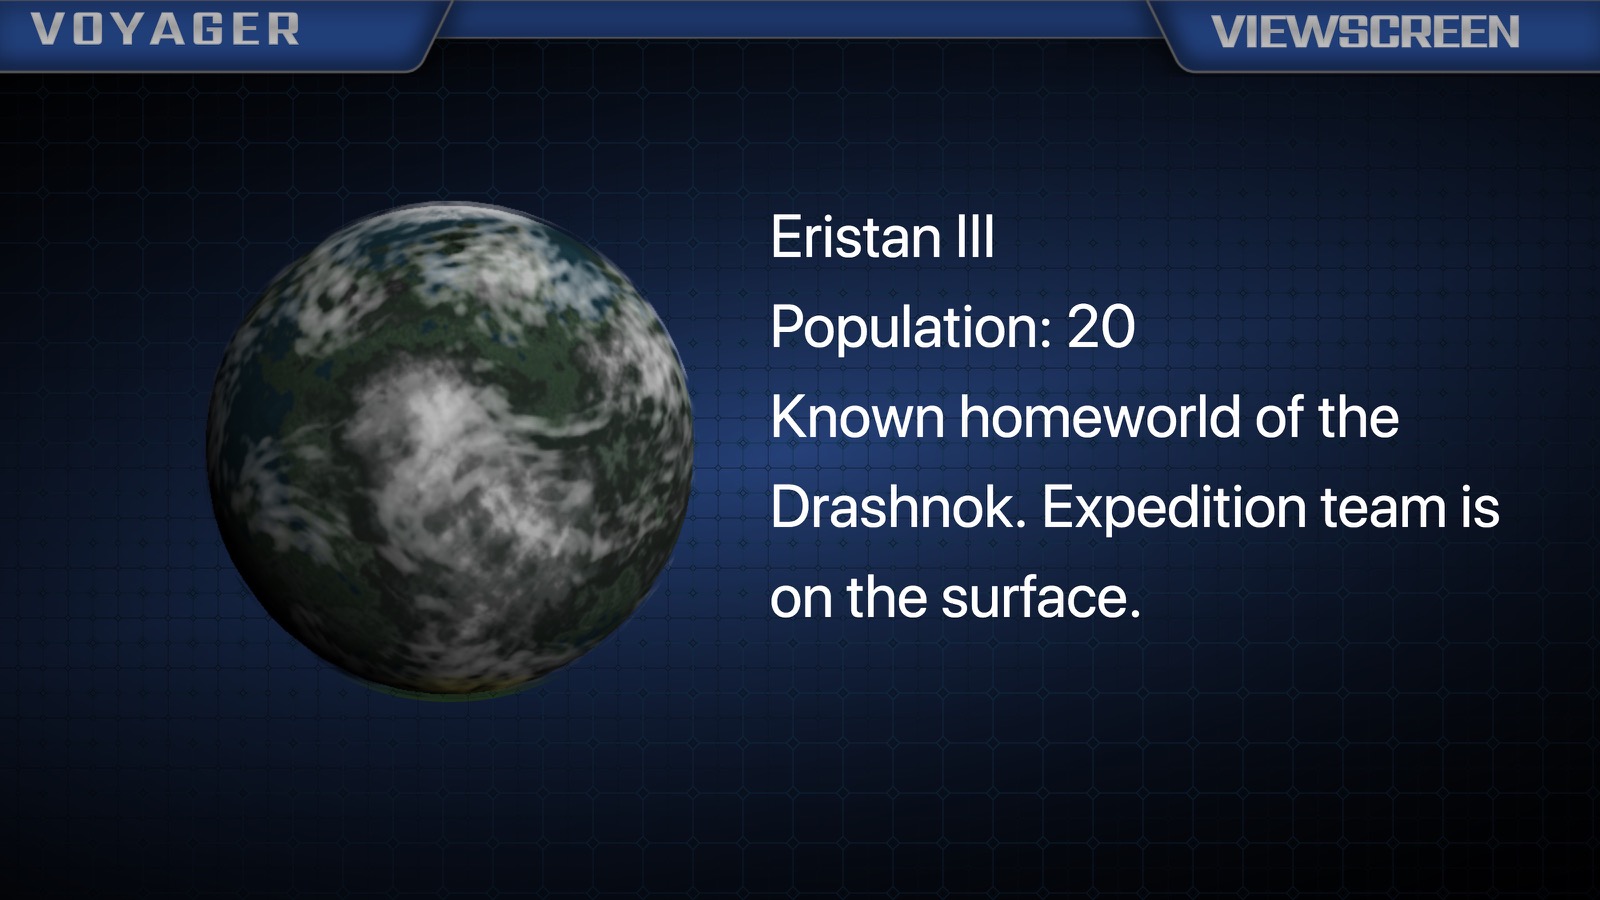 VOYAGER
VIEWSCREEN
Eristan III
Population: 20
Known homeworld of the
Drashnok. Expedition team is
on the surface.